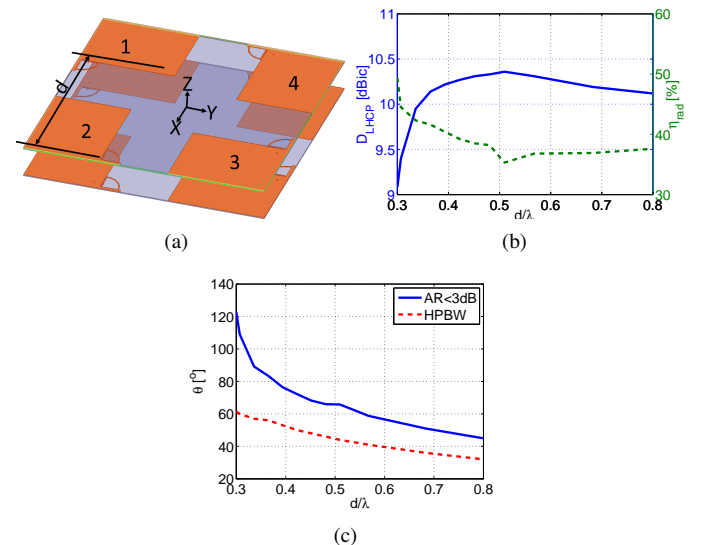 1
4
d
Z
Y
X
2
3
(a)
11
10.5
10
9.5
9
D_LHCP [dBic]
60
50
40
30
η_rad [%]
0.3 0.4 0.5 0.6 0.7 0.8
d/λ
(b)
140
120
100
80
60
40
20
θ [°]
AR<3dB
HPBW
0.3 0.4 0.5 0.6 0.7 0.8
d/λ
(c)